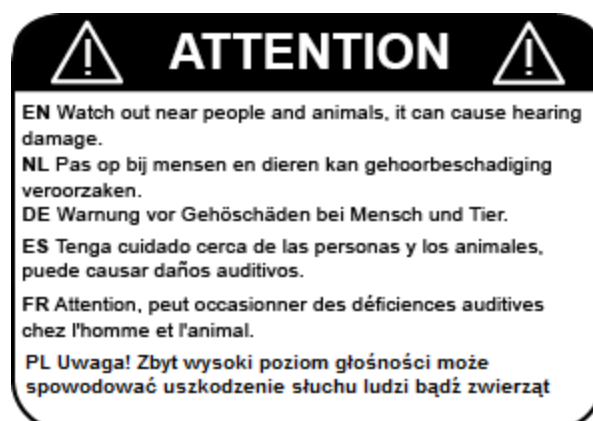 ATTENTION
EN Watch out near people and animals, it can cause hearing
damage.
NL Pas op bij mensen en dieren kan gehoorbeschadiging
veroorzaken.
DE Warnung vor Gehöschäden bei Mensch und Tier.
ES Tenga cuidado cerca de las personas y los animales,
puede causar daños auditivos.
FR Attention, peut occasionner des déficiences auditives
chez l'homme et l'animal.
PL Uwaga! Zbyt wysoki poziom głośności może
spowodować uszkodzenie słuchu ludzi bądź zwierząt